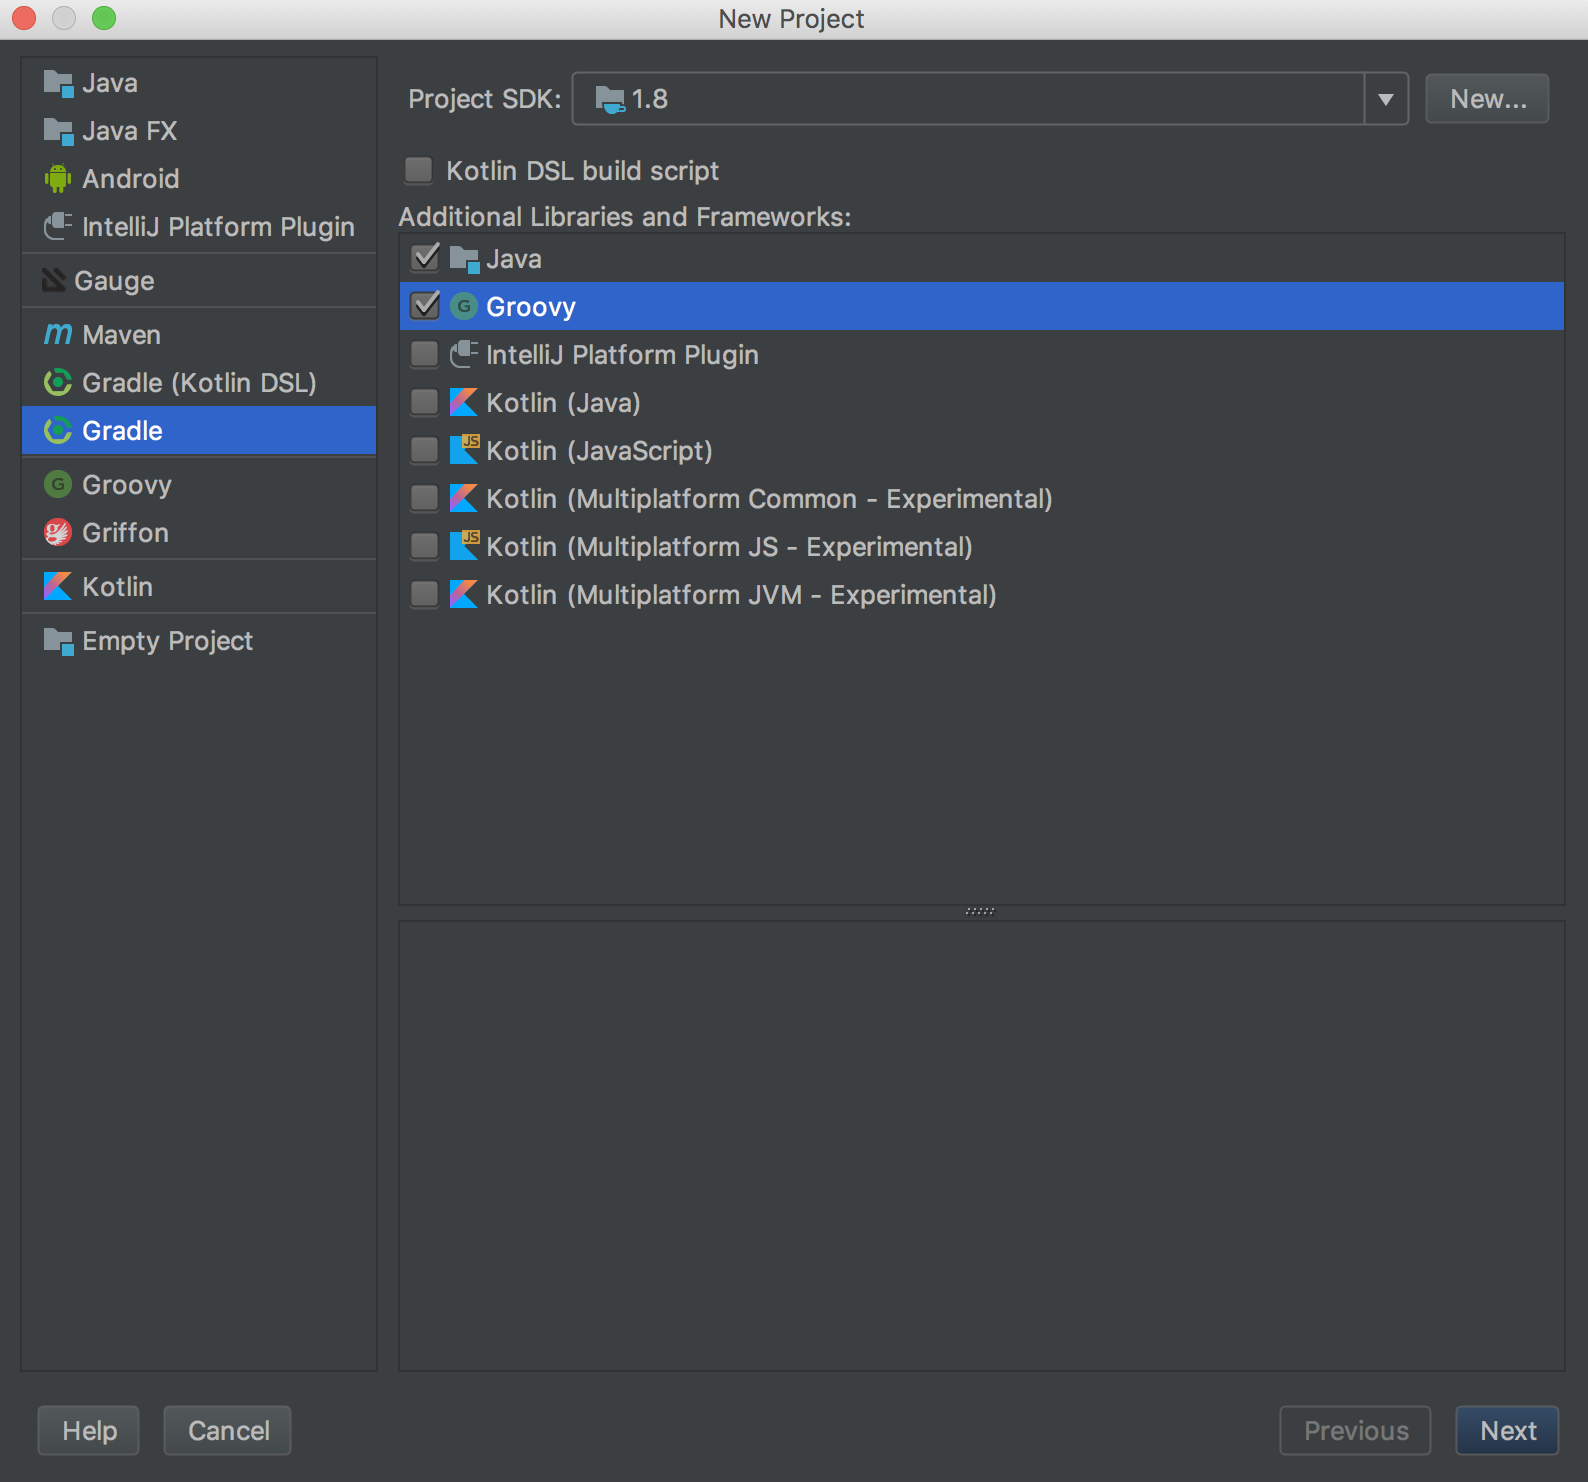 New Project
Java
Java FX
Android
IntelliJ Platform Plugin
Gauge
Maven
Gradle (Kotlin DSL)
Gradle
Groovy
Griffon
Kotlin
Empty Project
Project SDK: 1.8 New...
Kotlin DSL build script
Additional Libraries and Frameworks:
Java
G Groovy
IntelliJ Platform Plugin
Kotlin (Java)
Kotlin (JavaScript)
Kotlin (Multiplatform Common - Experimental)
Kotlin (Multiplatform JS - Experimental)
Kotlin (Multiplatform JVM - Experimental)
Help Cancel Previous Next